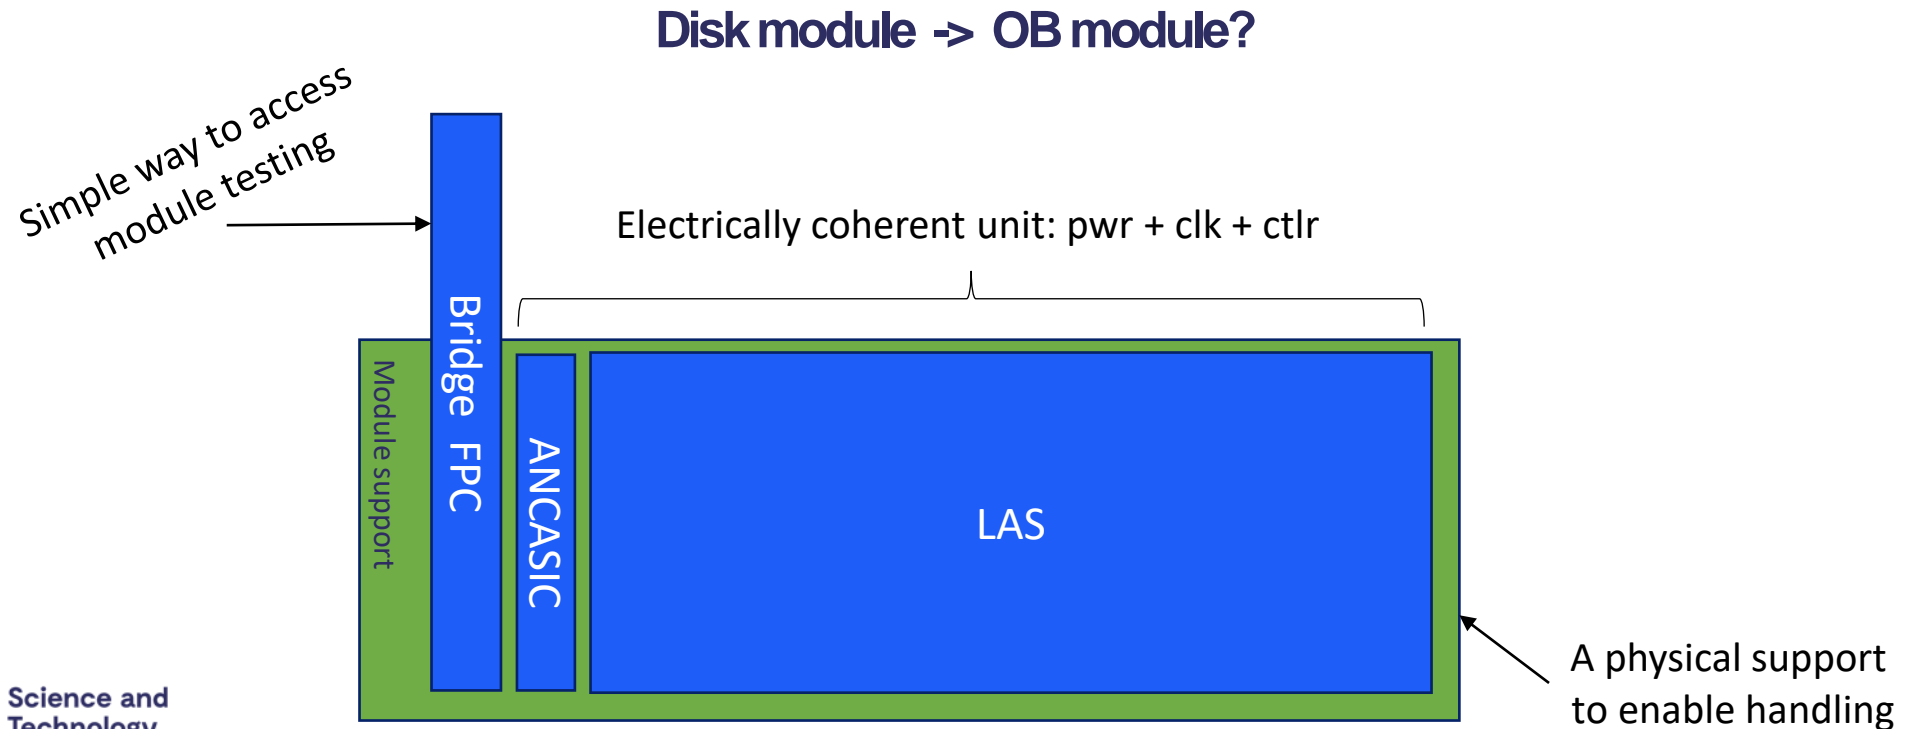 Disk module -> OB module?
Simple way to access
module testing
Electrically coherent unit: pwr + clk + ctlr
Module support
Bridge FPC
ANCASIC
LAS
A physical support
to enable handling
Science and
Technology